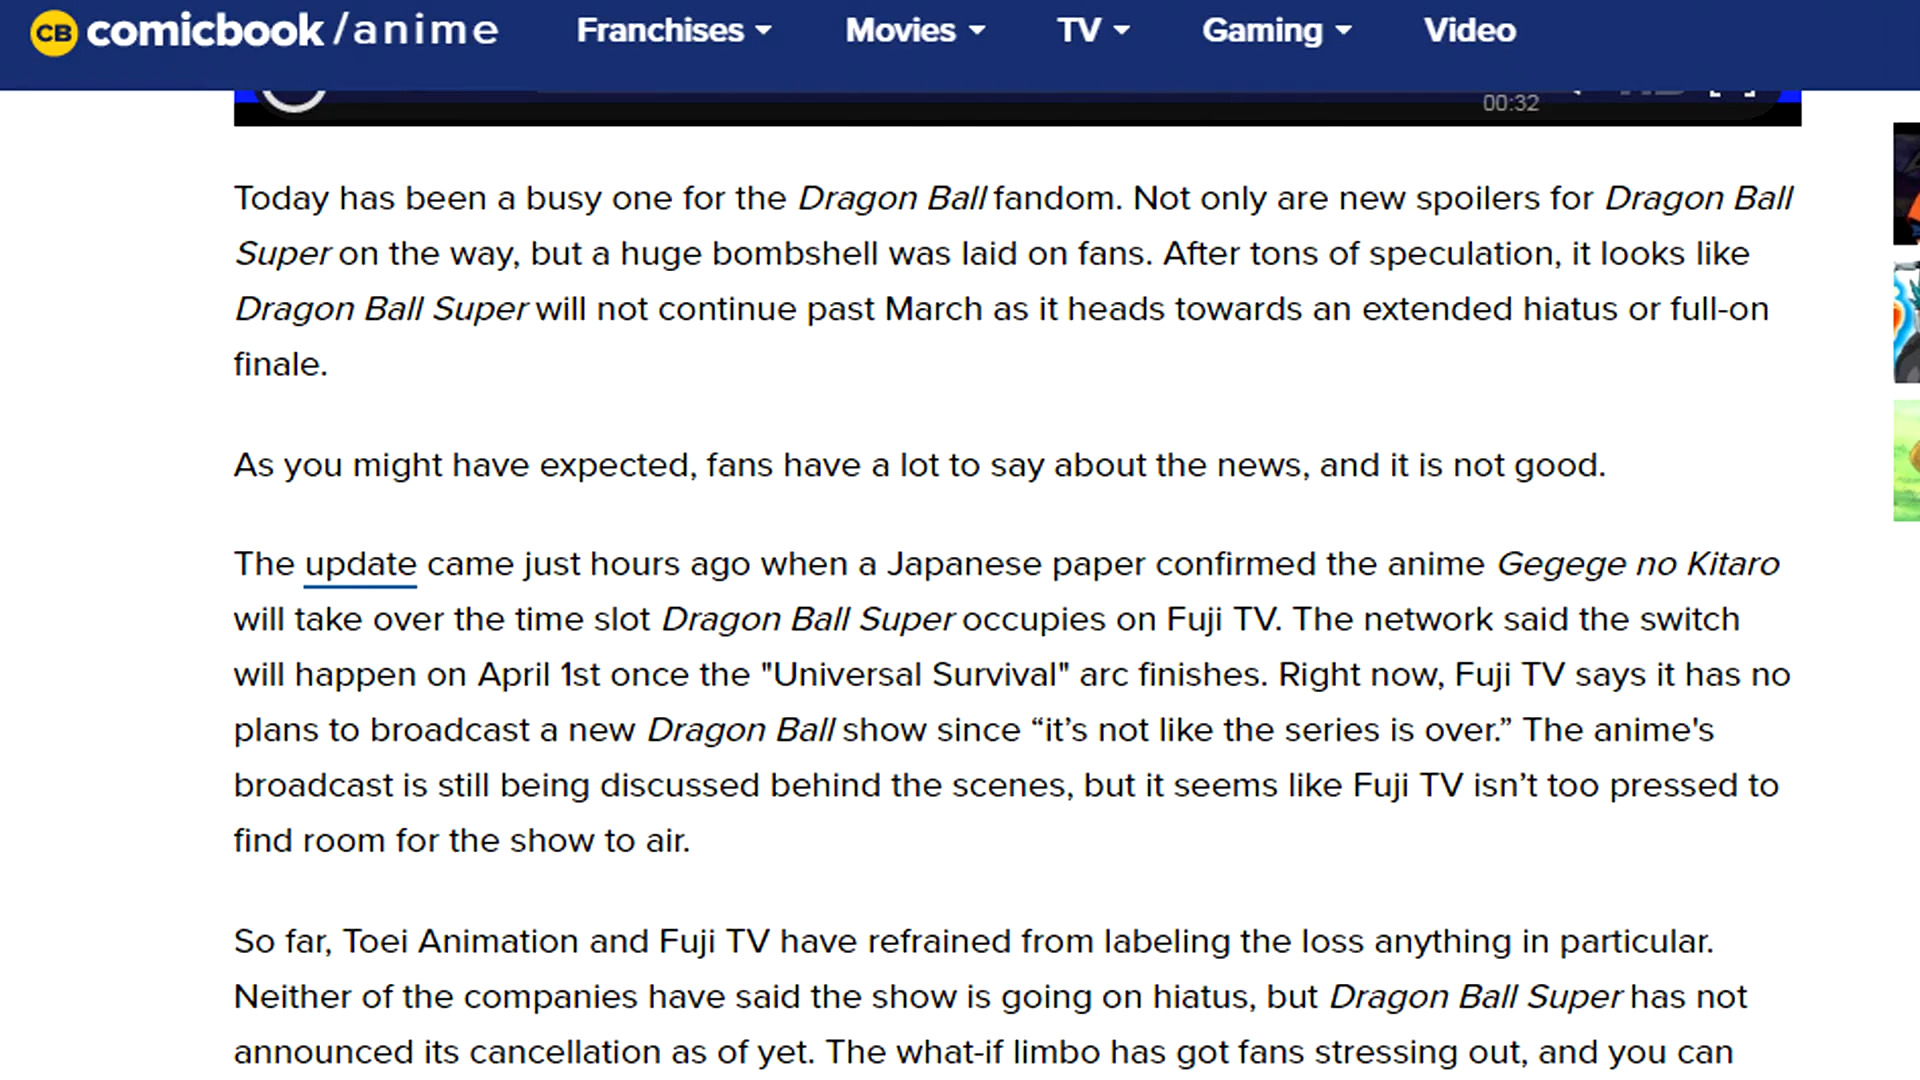 CB comicbook /anime Franchises Movies TV Gaming Video
00:32
Today has been a busy one for the Dragon Ball fandom. Not only are new spoilers for Dragon Ball
Super on the way, but a huge bombshell was laid on fans. After tons of speculation, it looks like
Dragon Ball Super will not continue past March as it heads towards an extended hiatus or full-on
finale.
As you might have expected, fans have a lot to say about the news, and it is not good.
The update came just hours ago when a Japanese paper confirmed the anime Gegege no Kitaro
will take over the time slot Dragon Ball Super occupies on Fuji TV. The network said the switch
will happen on April 1st once the "Universal Survival" arc finishes. Right now, Fuji TV says it has no
plans to broadcast a new Dragon Ball show since “it’s not like the series is over.” The anime's
broadcast is still being discussed behind the scenes, but it seems like Fuji TV isn’t too pressed to
find room for the show to air.
So far, Toei Animation and Fuji TV have refrained from labeling the loss anything in particular.
Neither of the companies have said the show is going on hiatus, but Dragon Ball Super has not
announced its cancellation as of yet. The what-if limbo has got fans stressing out, and you can